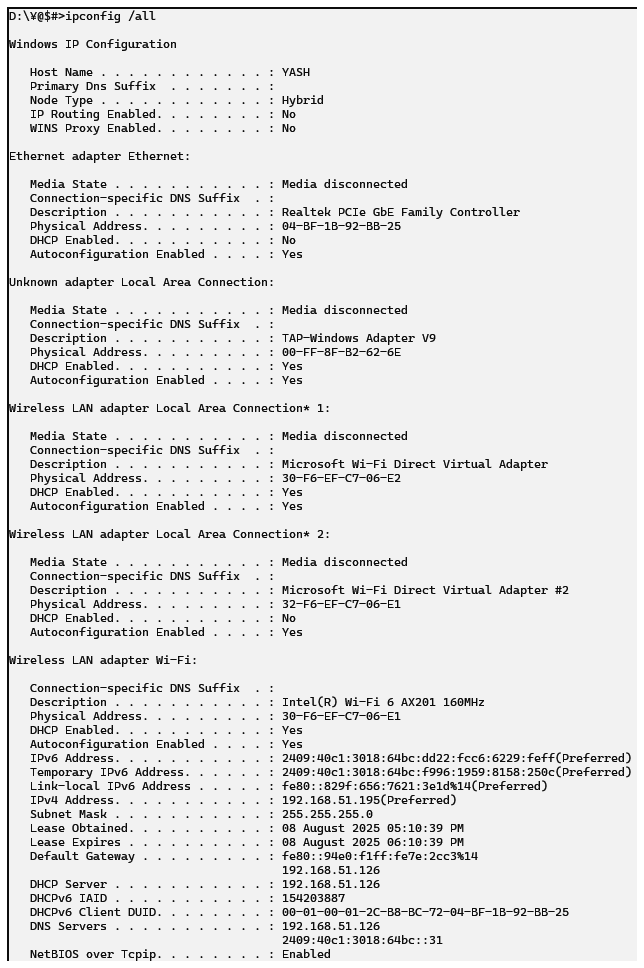 D:\¥@$#>ipconfig /all
Windows IP Configuration
Host Name . . . . . . . . . . . . : YASH
Primary Dns Suffix  . . . . . . . :
Node Type . . . . . . . . . . . . : Hybrid
IP Routing Enabled. . . . . . . . : No
WINS Proxy Enabled. . . . . . . . : No
Ethernet adapter Ethernet:
Media State . . . . . . . . . . . : Media disconnected
Connection-specific DNS Suffix  . :
Description . . . . . . . . . . . : Realtek PCIe GbE Family Controller
Physical Address. . . . . . . . . : 04-BF-1B-92-BB-25
DHCP Enabled. . . . . . . . . . . : No
Autoconfiguration Enabled . . . . : Yes
Unknown adapter Local Area Connection:
Media State . . . . . . . . . . . : Media disconnected
Connection-specific DNS Suffix  . :
Description . . . . . . . . . . . : TAP-Windows Adapter V9
Physical Address. . . . . . . . . : 00-FF-8F-B2-62-6E
DHCP Enabled. . . . . . . . . . . : Yes
Autoconfiguration Enabled . . . . : Yes
Wireless LAN adapter Local Area Connection* 1:
Media State . . . . . . . . . . . : Media disconnected
Connection-specific DNS Suffix  . :
Description . . . . . . . . . . . : Microsoft Wi-Fi Direct Virtual Adapter
Physical Address. . . . . . . . . : 30-F6-EF-C7-06-E2
DHCP Enabled. . . . . . . . . . . : Yes
Autoconfiguration Enabled . . . . : Yes
Wireless LAN adapter Local Area Connection* 2:
Media State . . . . . . . . . . . : Media disconnected
Connection-specific DNS Suffix  . :
Description . . . . . . . . . . . : Microsoft Wi-Fi Direct Virtual Adapter #2
Physical Address. . . . . . . . . : 32-F6-EF-C7-06-E1
DHCP Enabled. . . . . . . . . . . : No
Autoconfiguration Enabled . . . . : Yes
Wireless LAN adapter Wi-Fi:
Connection-specific DNS Suffix  . :
Description . . . . . . . . . . . : Intel(R) Wi-Fi 6 AX201 160MHz
Physical Address. . . . . . . . . : 30-F6-EF-C7-06-E1
DHCP Enabled. . . . . . . . . . . : Yes
Autoconfiguration Enabled . . . . : Yes
IPv6 Address. . . . . . . . . . . : 2409:40c1:3018:64bc:dd22:fcc6:6229:feff(Preferred)
Temporary IPv6 Address. . . . . . : 2409:40c1:3018:64bc:f996:1959:8158:250c(Preferred)
Link-local IPv6 Address . . . . . : fe80::829f:656:7621:3e1d%14(Preferred)
IPv4 Address. . . . . . . . . . . : 192.168.51.195(Preferred)
Subnet Mask . . . . . . . . . . . : 255.255.255.0
Lease Obtained. . . . . . . . . . : 08 August 2025 05:10:39 PM
Lease Expires . . . . . . . . . . : 08 August 2025 06:10:39 PM
Default Gateway . . . . . . . . . : fe80::94e0:f1ff:fe7e:2cc3%14
192.168.51.126
DHCP Server . . . . . . . . . . . : 192.168.51.126
DHCPv6 IAID . . . . . . . . . . . : 154203887
DHCPv6 Client DUID. . . . . . . . : 00-01-00-01-2C-B8-BC-72-04-BF-1B-92-BB-25
DNS Servers . . . . . . . . . . . : 192.168.51.126
2409:40c1:3018:64bc::31
NetBIOS over Tcpip. . . . . . . . : Enabled